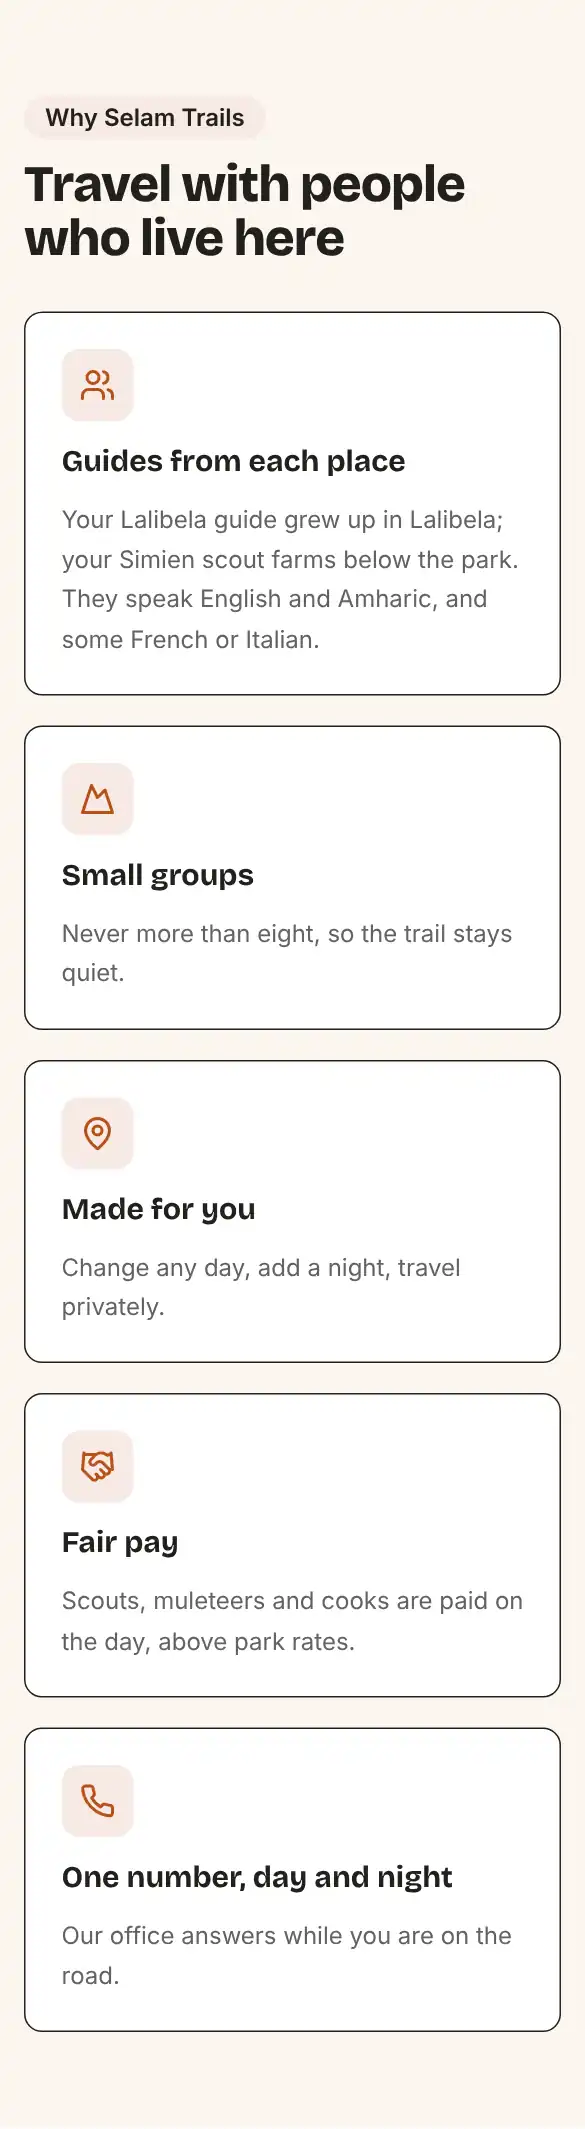 Why Selam Trails
Travel with people
who live here
Guides from each place
Your Lalibela guide grew up in Lalibela;
your Simien scout farms below the park.
They speak English and Amharic, and
some French or Italian.
Small groups
Never more than eight, so the trail stays
quiet.
Made for you
Change any day, add a night, travel
privately.
Fair pay
Scouts, muleteers and cooks are paid on
the day, above park rates.
One number, day and night
Our office answers while you are on the
road.